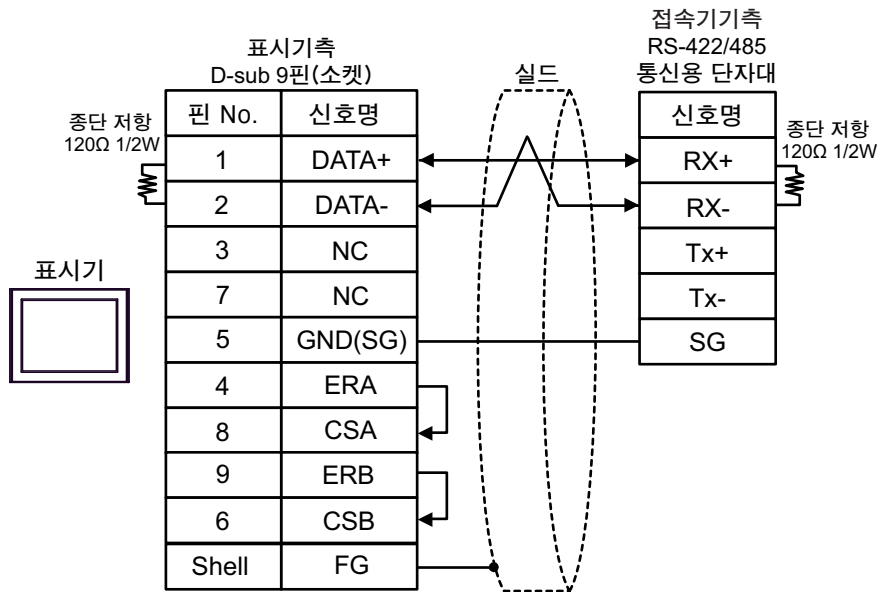 표시기측
D-sub 9핀(소켓)
실드
접속기기측
RS-422/485
통신용 단자대
종단 저항
120Ω 1/2W
핀 No. 신호명
1 DATA+
2 DATA-
3 NC
7 NC
5 GND(SG)
4 ERA
8 CSA
9 ERB
6 CSB
Shell FG
표시기
신호명
RX+
RX-
Tx+
Tx-
SG
종단 저항
120Ω 1/2W